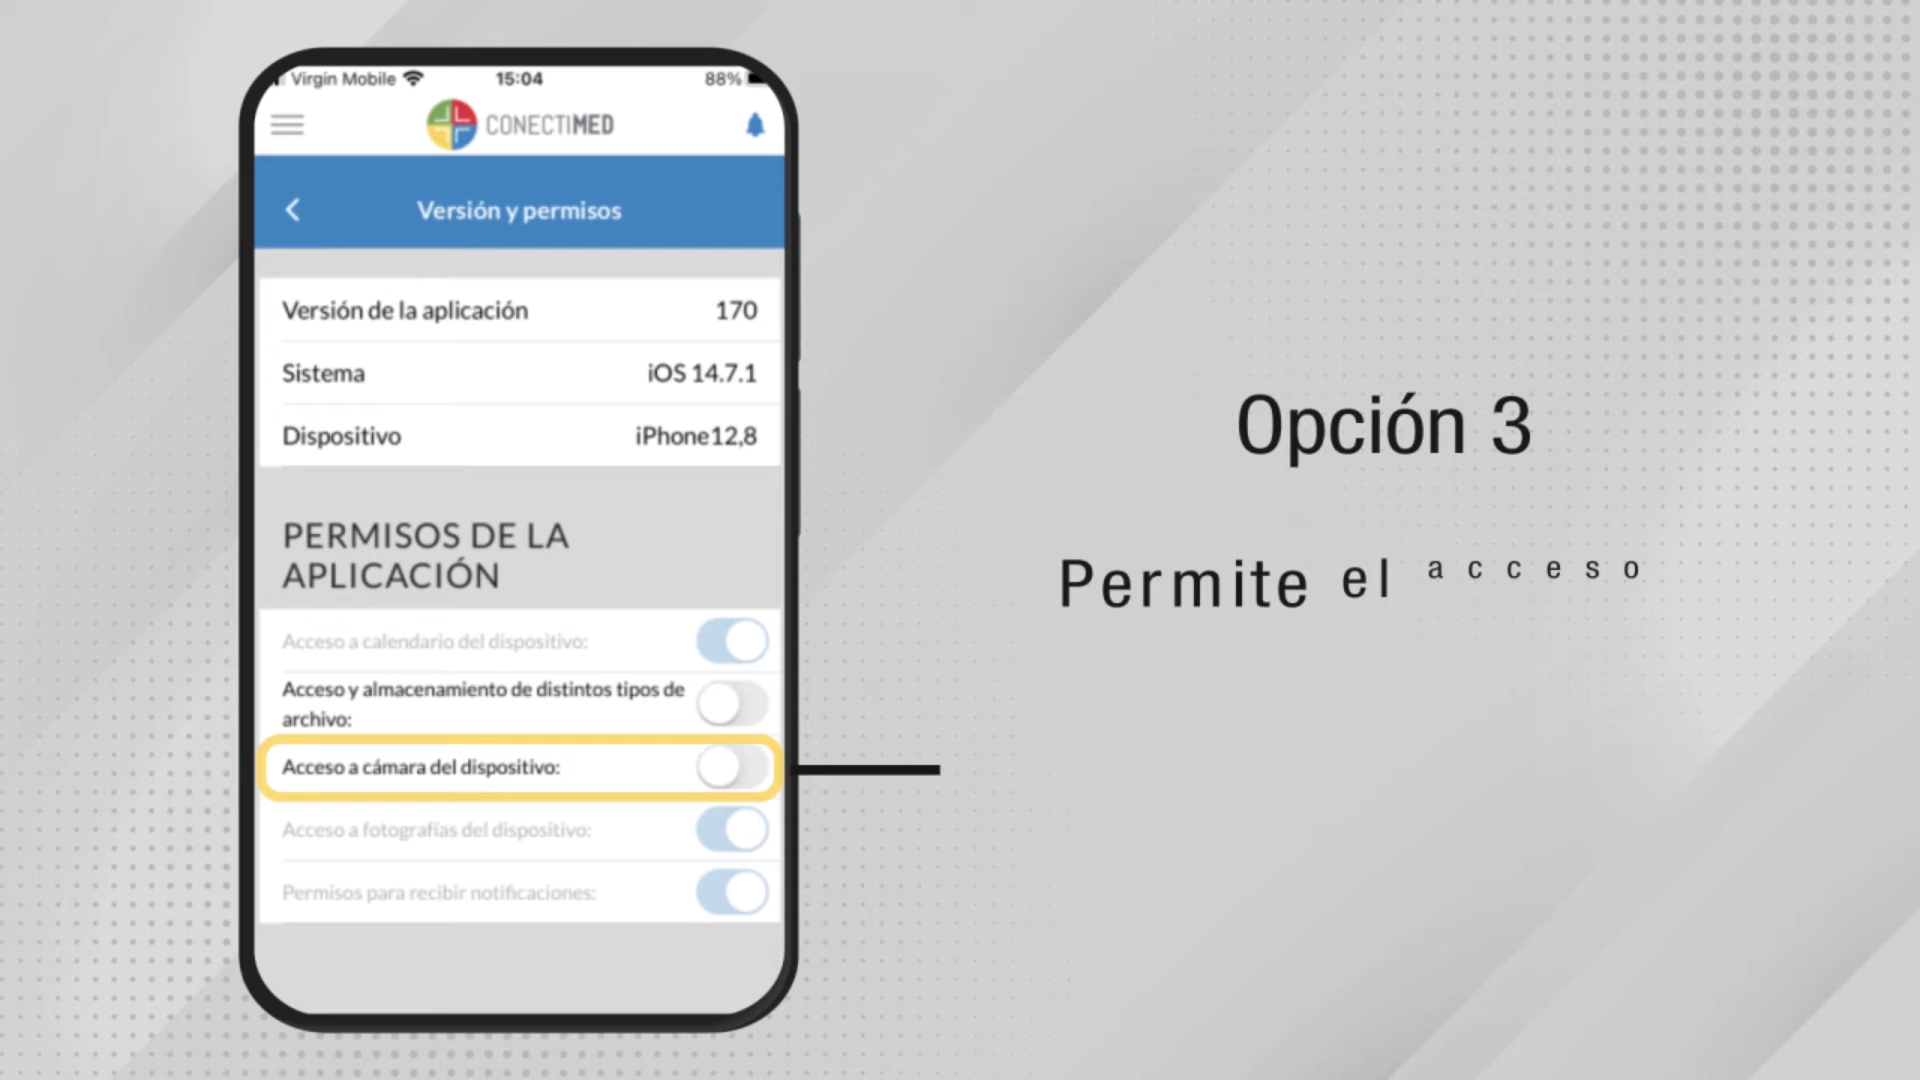 Virgin Mobile 15:04 88%
CONECTIMED
Versión y permisos
Versión de la aplicación 170
Sistema iOS 14.7.1
Dispositivo iPhone12,8
PERMISOS DE LA
APLICACIÓN
Acceso a calendario del dispositivo:
Acceso y almacenamiento de distintos tipos de
archivo:
Acceso a cámara del dispositivo:
Acceso a fotografías del dispositivo:
Permisos para recibir notificaciones:
Opción 3
Permite el acceso